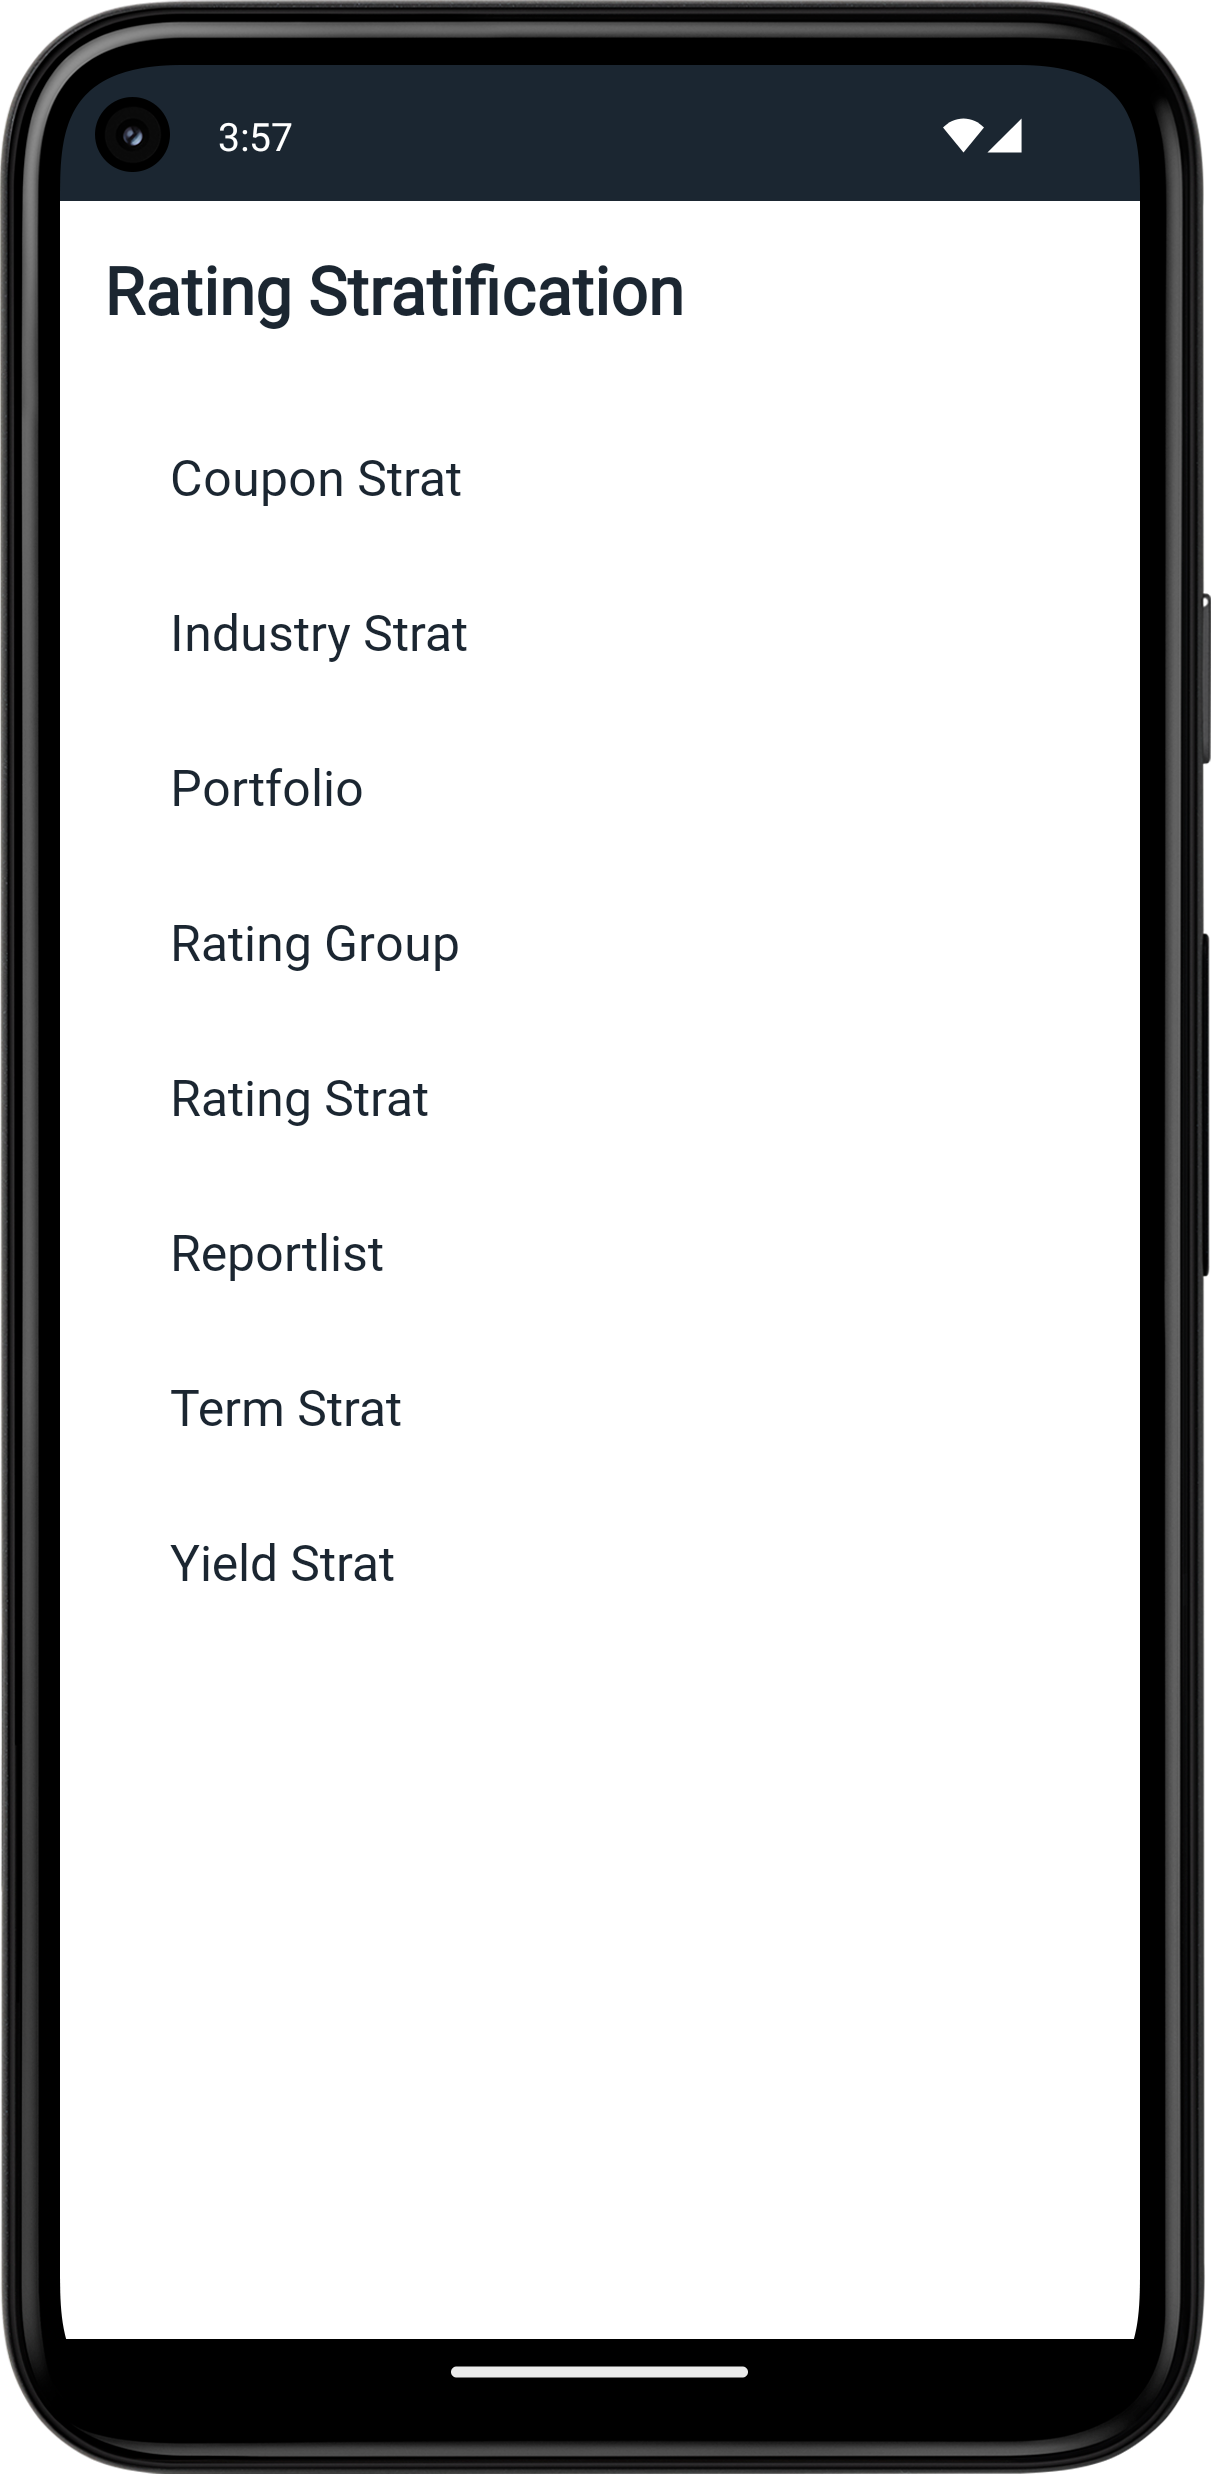 3:57
Rating Stratification
Coupon Strat
Industry Strat
Portfolio
Rating Group
Rating Strat
Reportlist
Term Strat
Yield Strat